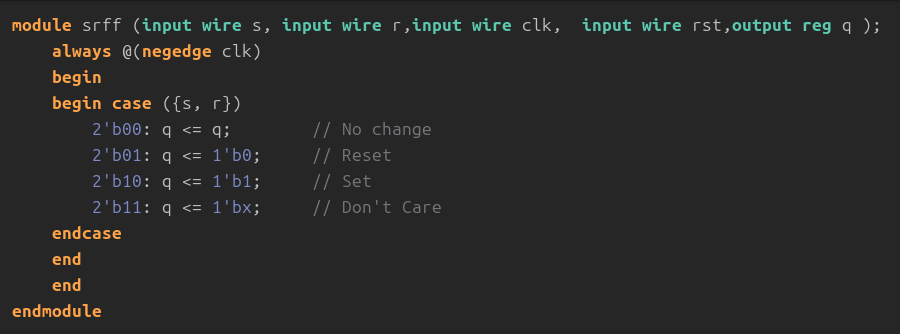 module srff (input wire s, input wire r,input wire clk,  input wire rst,output reg q );
    always @(negedge clk)
    begin
    begin case ({s, r})
        2'b00: q <= q;        // No change
        2'b01: q <= 1'b0;     // Reset
        2'b10: q <= 1'b1;     // Set
        2'b11: q <= 1'bx;     // Don't Care
    endcase
    end
    end
endmodule